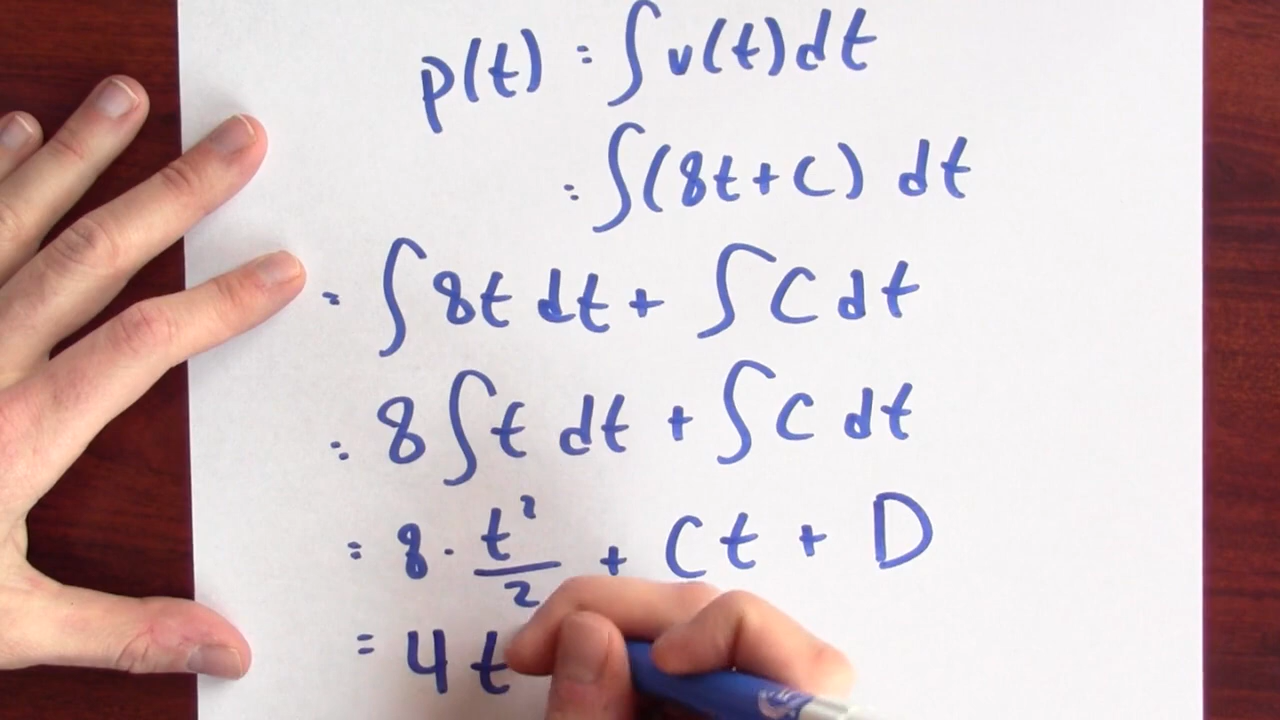 p(t) = ∫v(t)dt
= ∫(8t+C) dt
= ∫8t dt + ∫C dt
= 8∫t dt + ∫C dt
= 8·t²/2 + Ct + D
= 4t